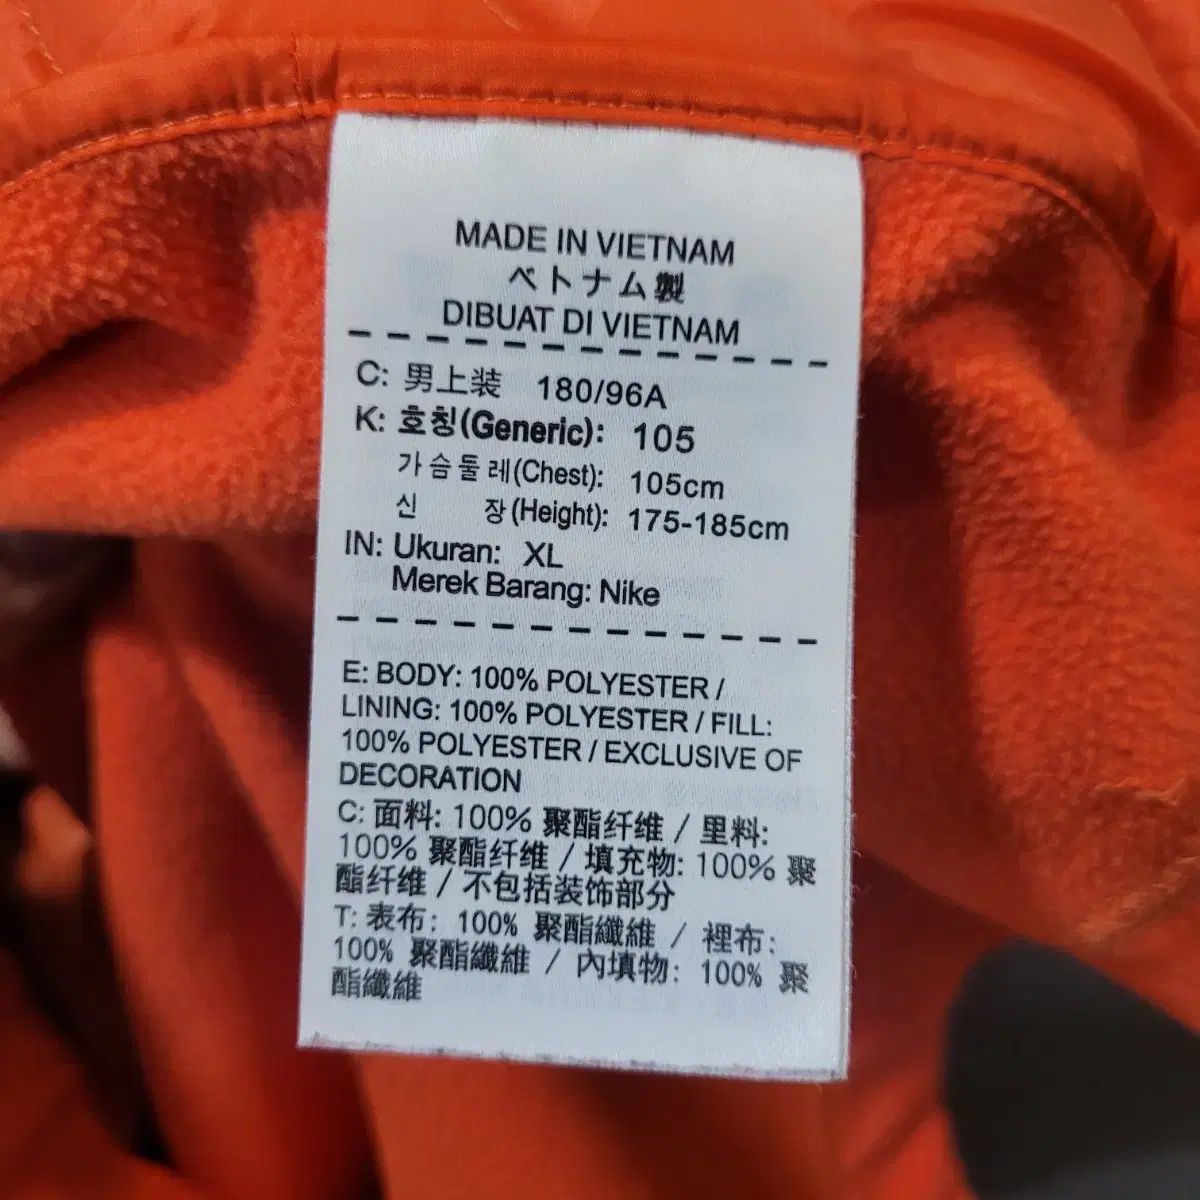 MADE IN VIETNAM
ベトナム製
DIBUAT DI VIETNAM
C: 男上装 180/96A
K: 호칭(Generic): 105
가슴둘레(Chest): 105cm
신 장(Height): 175-185cm
IN: Ukuran: XL
Merek Barang: Nike
E: BODY: 100% POLYESTER /
LINING: 100% POLYESTER / FILL:
100% POLYESTER / EXCLUSIVE OF
DECORATION
C: 面料: 100% 聚酯纤维 / 里料:
100% 聚酯纤维 / 填充物: 100% 聚
酯纤维 / 不包括装饰部分
T: 表布: 100% 聚酯纖維 / 裡布:
100% 聚酯纖維 / 內填物: 100% 聚
酯纖維